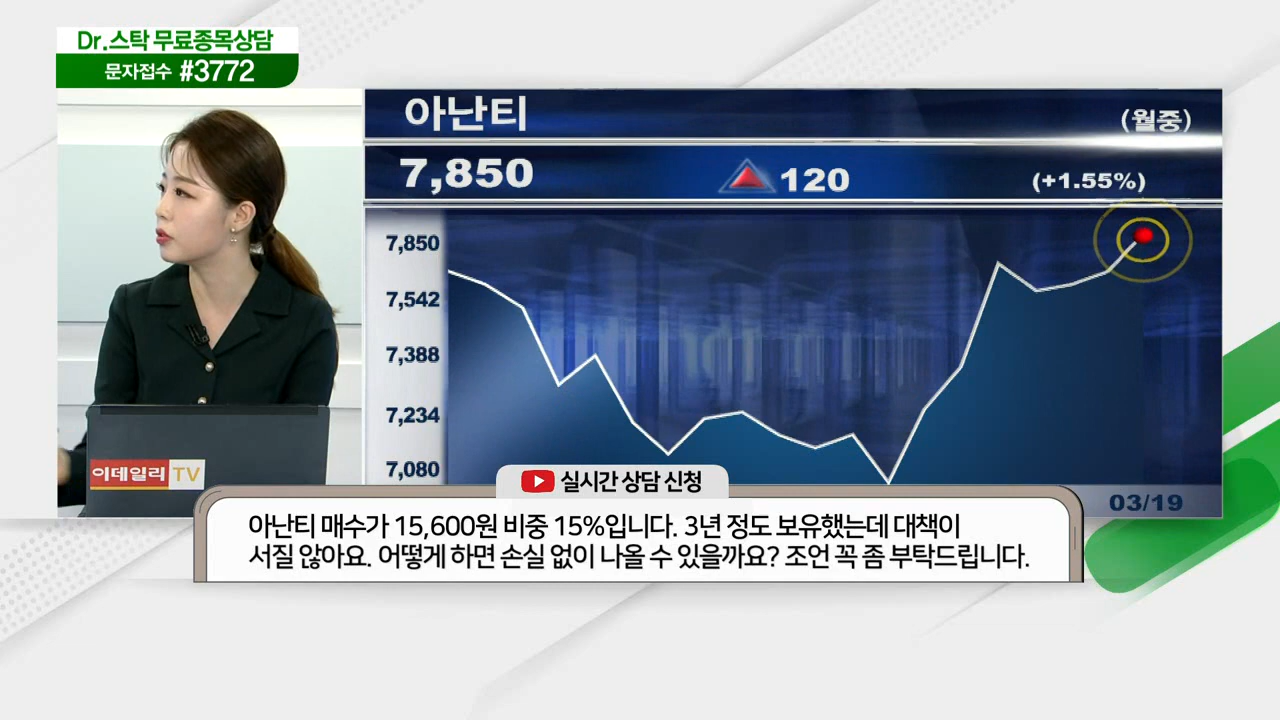 Dr.스탁 무료종목상담
문자접수 #3772
아난티
(월중)
7,850
120
(+1.55%)
7,850
7,542
7,388
7,234
7,080
03/19
이데일리 TV
실시간 상담 신청
아난티 매수가 15,600원 비중 15%입니다. 3년 정도 보유했는데 대책이
서질 않아요. 어떻게 하면 손실 없이 나올 수 있을까요? 조언 꼭 좀 부탁드립니다.